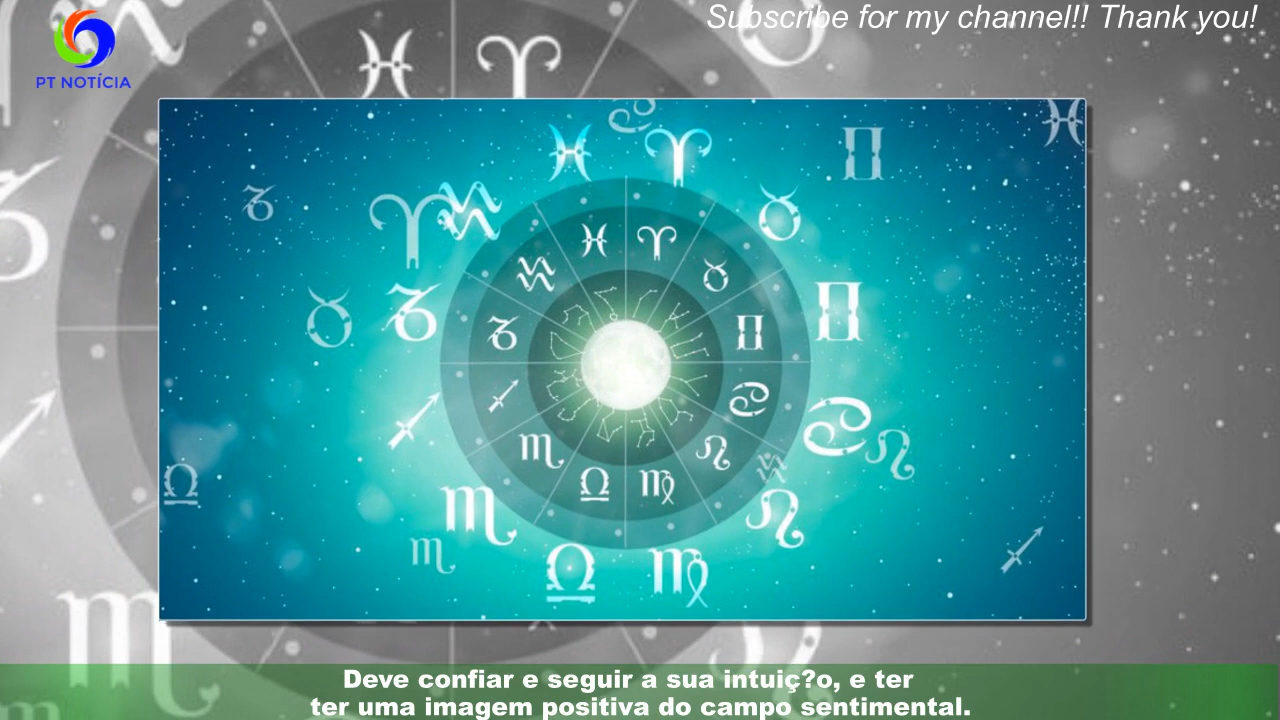 Subscribe for my channel!! Thank you!
PT NOTÍCIA
Deve confiar e seguir a sua intuiç?o, e ter
ter uma imagem positiva do campo sentimental.